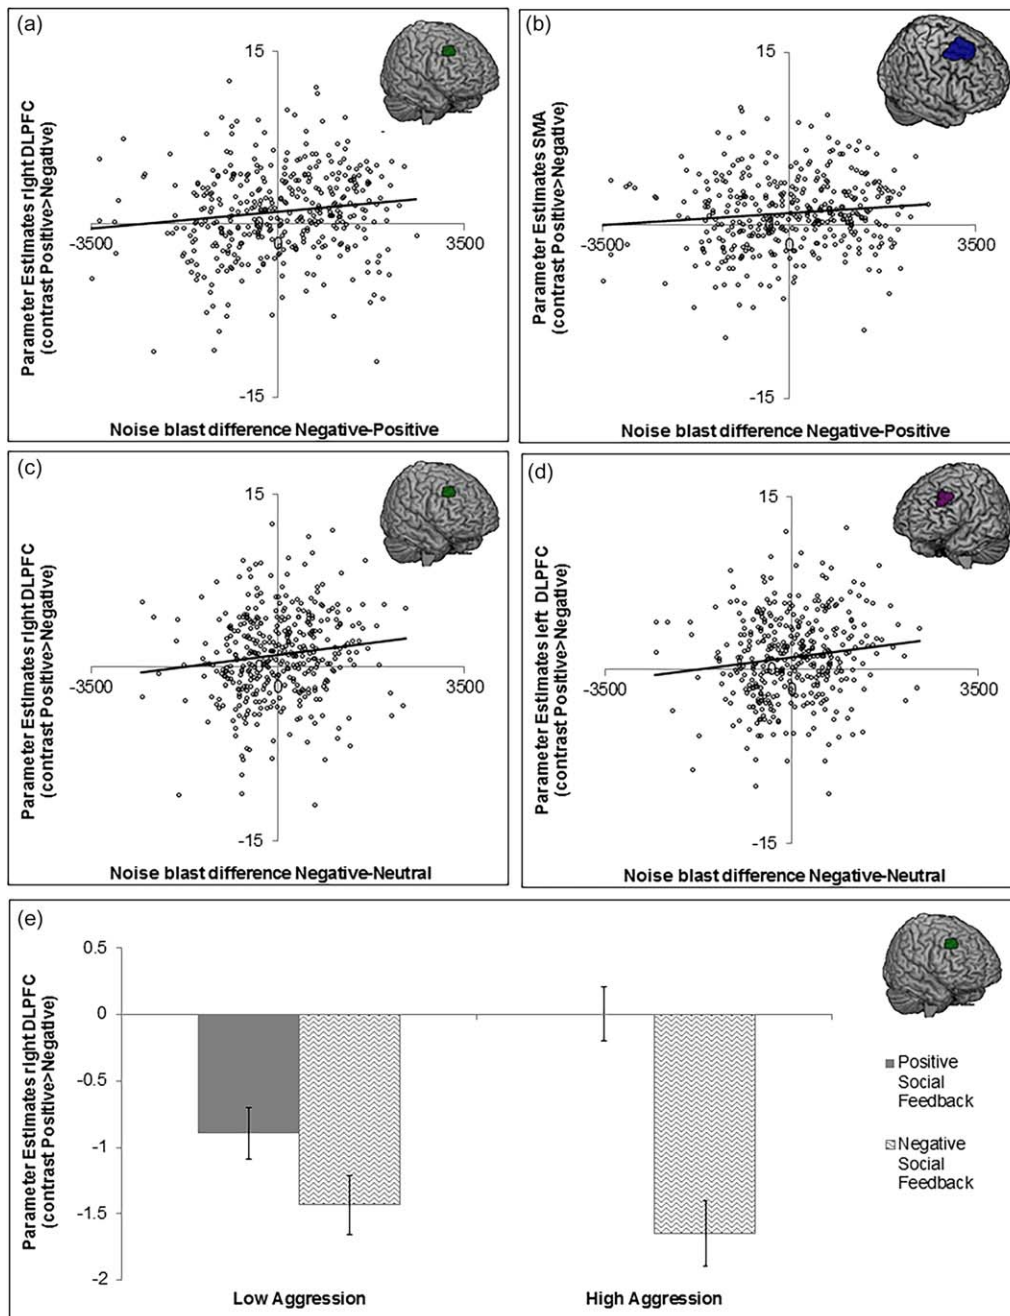 (a)
15
Parameter Estimates right DLPFC
(contrast Positive>Negative)
-3500
0
3500
-15
Noise blast difference Negative-Positive
(b)
15
Parameter Estimates SMA
(contrast Positive>Negative)
-3500
0
3500
-15
Noise blast difference Negative-Positive
(c)
15
Parameter Estimates right DLPFC
(contrast Positive>Negative)
-3500
0
3500
-15
Noise blast difference Negative-Neutral
(d)
15
Parameter Estimates left DLPFC
(contrast Positive>Negative)
-3500
0
3500
-15
Noise blast difference Negative-Neutral
(e)
Parameter Estimates right DLPFC
(contrast Positive>Negative)
0.5
0
-0.5
-1
-1.5
-2
Low Aggression
High Aggression
Positive
Social
Feedback
Negative
Social
Feedback